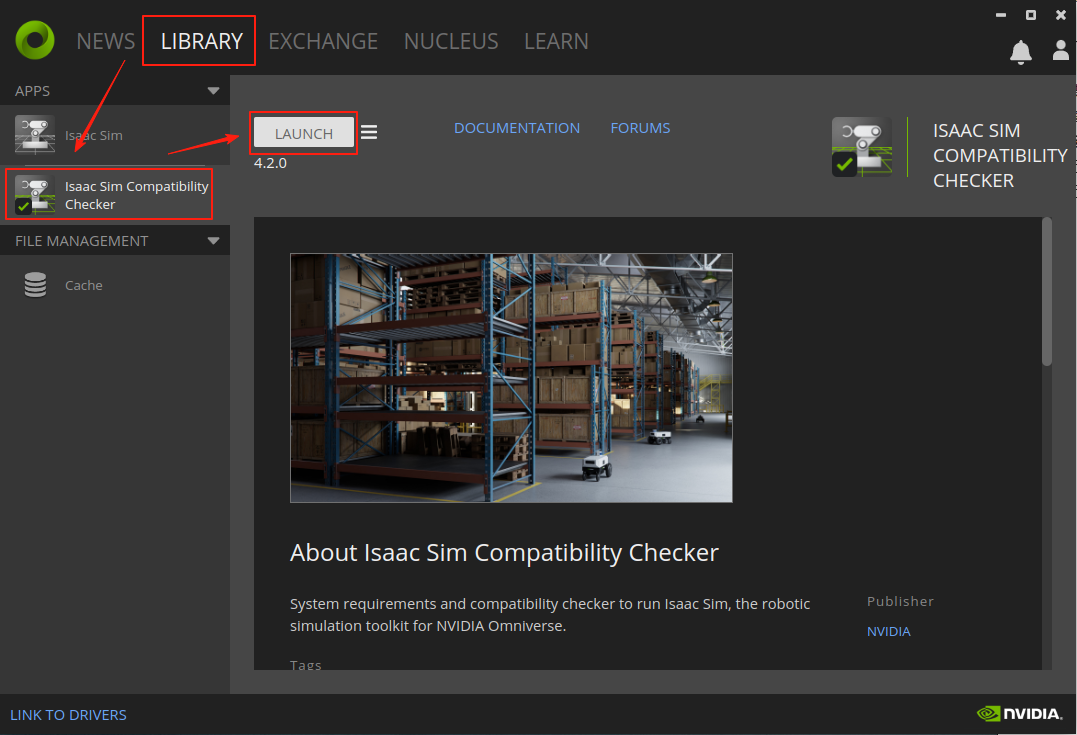 NEWS LIBRARY EXCHANGE NUCLEUS LEARN
APPS
Isaac Sim
Isaac Sim Compatibility
Checker
FILE MANAGEMENT
Cache
LAUNCH
4.2.0
DOCUMENTATION FORUMS
ISAAC SIM
COMPATIBILITY
CHECKER
About Isaac Sim Compatibility Checker
System requirements and compatibility checker to run Isaac Sim, the robotic
simulation toolkit for NVIDIA Omniverse.
Tags
Publisher
NVIDIA
LINK TO DRIVERS
NVIDIA.